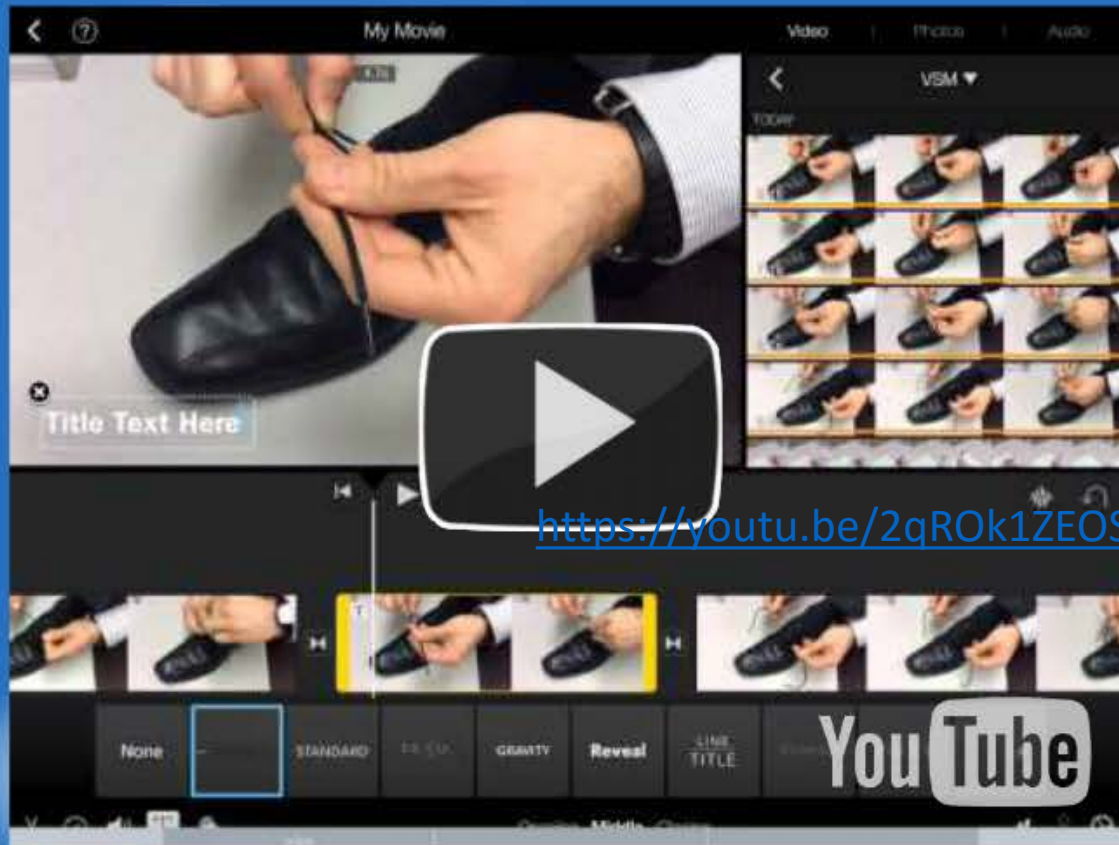 My Movie
Video
Photos
Audio
VSM
TODAY
Title Text Here
https://youtu.be/2qROk1ZEOS
None
STANDARD
GRAVITY
Reveal
LINE
TITLE
YouTube
Middle